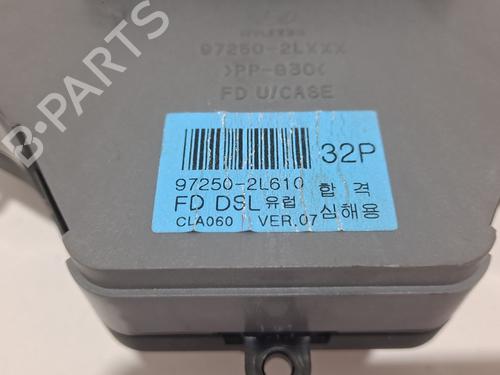 97250-2LXXX
>PP-G30<
FD U/CASE
32P
97250-2L610 합 격
FD DSL 유럽 심해용
CLA060 VER.07
B-PARTS